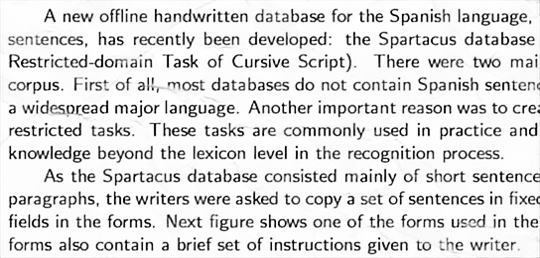 A new offline handwritten database for the Spanish language,
sentences, has recently been developed: the Spartacus database
Restricted-domain Task of Cursive Script). There were two mai
corpus. First of all, most databases do not contain Spanish senten
a widespread major language. Another important reason was to crea
restricted tasks. These tasks are commonly used in practice and
knowledge beyond the lexicon level in the recognition process.
As the Spartacus database consisted mainly of short sentence
paragraphs, the writers were asked to copy a set of sentences in fixed
fields in the forms. Next figure shows one of the forms used in the
forms also contain a brief set of instructions given to the writer.